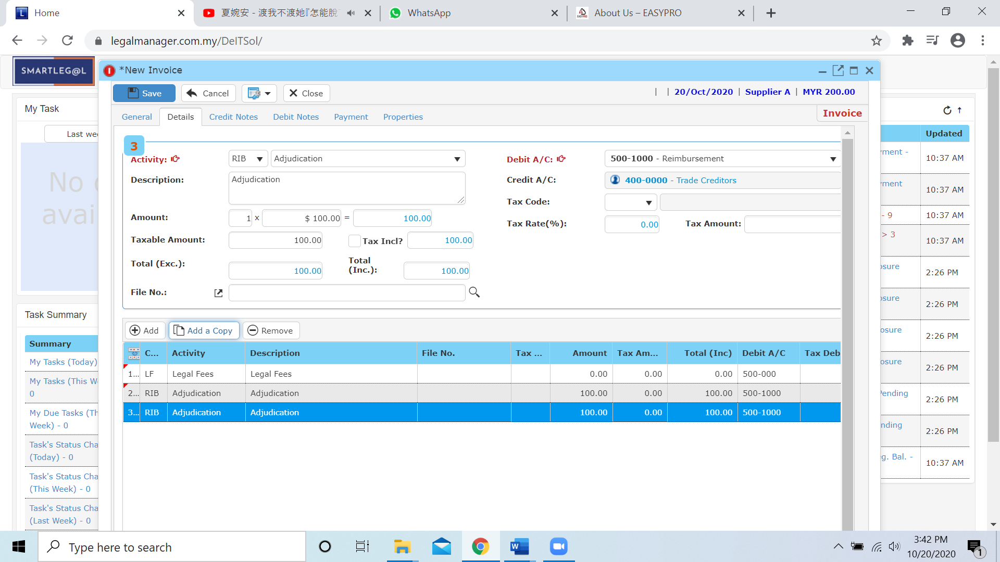 Home
夏婉安 - 渡我不渡她『怎能脫
WhatsApp
About Us – EASYPRO
legalmanager.com.my/DelTSol/
SMARTLEG@L
*New Invoice
Save
Cancel
Close
| | 20/Oct/2020 | Supplier A | MYR 200.00
General
Details
Credit Notes
Debit Notes
Payment
Properties
Invoice
My Task
Last we
No
avai
3
Activity:
RIB
Adjudication
Description:
Adjudication
Amount:
1 x $ 100.00 = 100.00
Taxable Amount:
100.00
Tax Incl?
100.00
Total (Exc.):
100.00
Total
(Inc.):
100.00
File No.:
Debit A/C:
500-1000 - Reimbursement
Credit A/C:
400-0000 - Trade Creditors
Tax Code:
Tax Rate(%):
0.00
Tax Amount:
Add
Add a Copy
Remove
C... Activity Description File No. Tax ... Amount Tax Am... Total (Inc) Debit A/C Tax Deb
1... LF Legal Fees Legal Fees 0.00 0.00 0.00 500-000
2... RIB Adjudication Adjudication 100.00 0.00 100.00 500-1000
3... RIB Adjudication Adjudication 100.00 0.00 100.00 500-1000
Task Summary
Summary
My Tasks (Today)
My Tasks (This W
0
My Due Tasks (Th
Week) - 0
Task's Status Cha
(Today) - 0
Task's Status Cha
(This Week) - 0
Task's Status Cha
(Last Week) - 0
Updated
yment -
10:37 AM
ment
10:37 AM
- 9
10:37 AM
> 3
10:37 AM
osure
2:26 PM
osure
2:26 PM
osure
2:26 PM
osure
2:26 PM
Pending
2:26 PM
nding
2:26 PM
g. Bal. -
10:37 AM
Type here to search
3:42 PM
10/20/2020
1